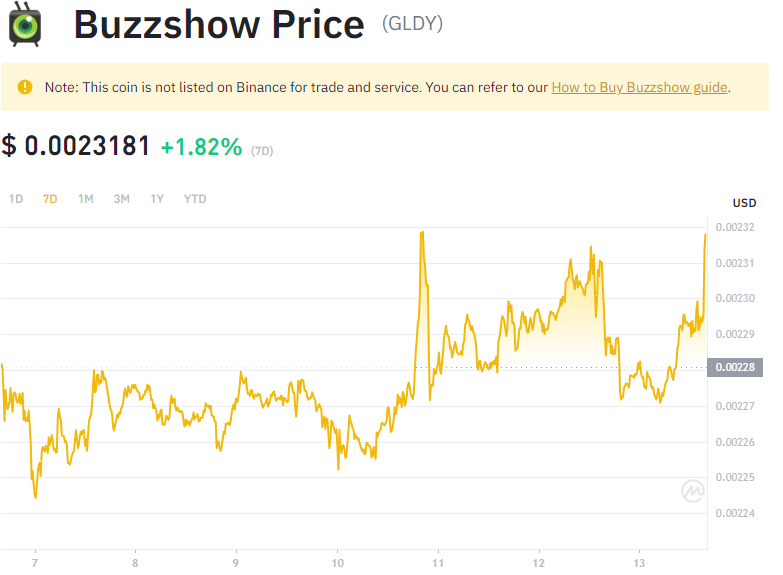 Buzzshow Price (GLDY)
Note: This coin is not listed on Binance for trade and service. You can refer to our How to Buy Buzzshow guide.
$ 0.0023181 +1.82% (7D)
1D 7D 1M 3M 1Y YTD
USD
0.00232
0.00231
0.00230
0.00229
0.00228
0.00227
0.00226
0.00225
0.00224
7 8 9 10 11 12 13